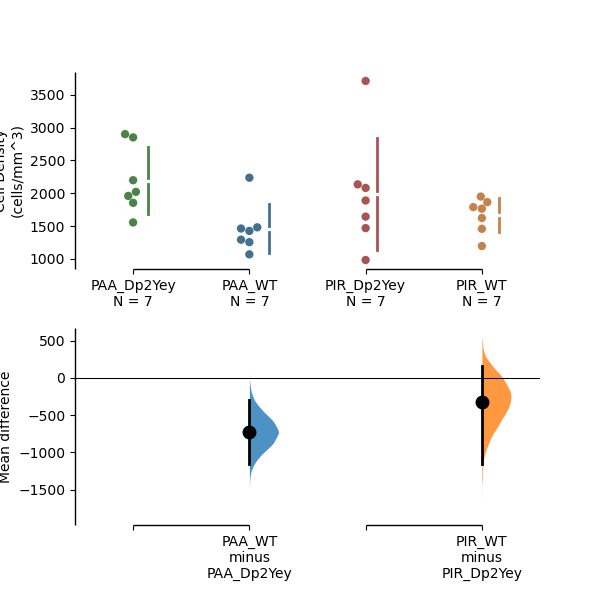 Cell Density
(cells/mm^3)
3500
3000
2500
2000
1500
1000
PAA_Dp2Yey
N = 7
PAA_WT
N = 7
PIR_Dp2Yey
N = 7
PIR_WT
N = 7
Mean difference
500
0
−500
−1000
−1500
PAA_WT
minus
PAA_Dp2Yey
PIR_WT
minus
PIR_Dp2Yey